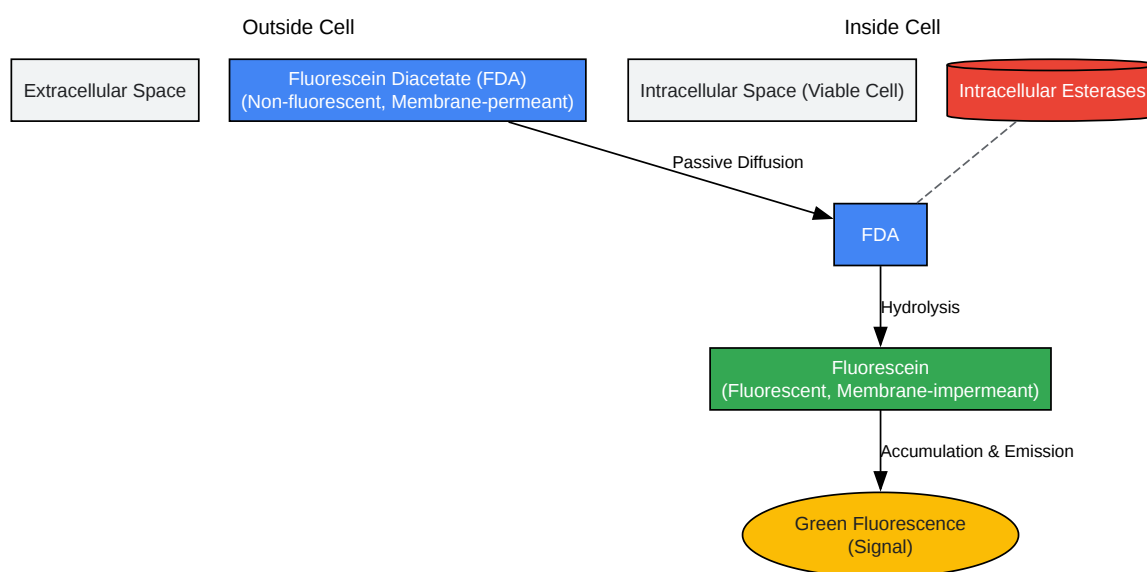 Outside Cell
Inside Cell
Extracellular Space
Fluorescein Diacetate (FDA)
(Non-fluorescent, Membrane-permeant)
Intracellular Space (Viable Cell)
Intracellular Esterases
Passive Diffusion
FDA
Hydrolysis
Fluorescein
(Fluorescent, Membrane-impermeant)
Accumulation & Emission
Green Fluorescence
(Signal)